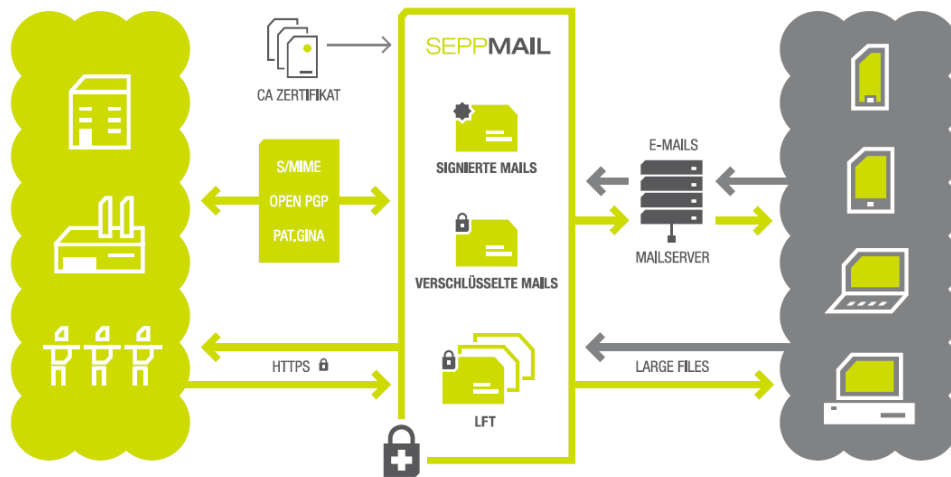 SEPPMAIL
CA ZERTIFIKAT
S/MIME
OPEN PGP
PAT.GINA
SIGNIERTE MAILS
VERSCHLÜSSELTE MAILS
E-MAILS
MAILSERVER
HTTPS
LFT
LARGE FILES